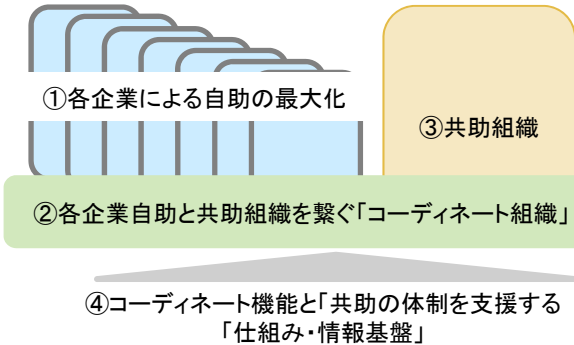 ①各企業による自助の最大化
③共助組織
②各企業自助と共助組織を繋ぐ「コーディネート組織」
④コーディネート機能と「共助の体制を支援する
「仕組み・情報基盤」